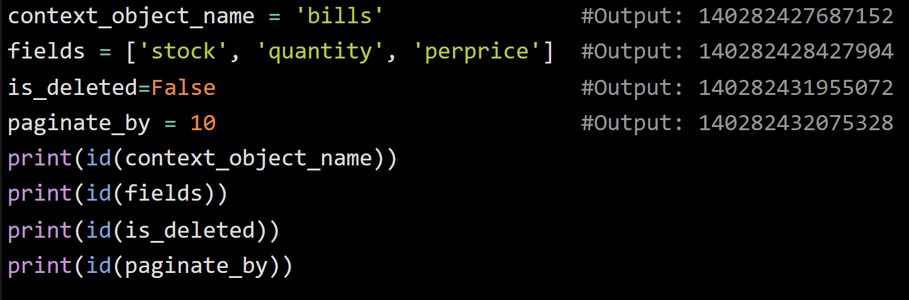 context_object_name = 'bills' #Output: 140282427687152
fields = ['stock', 'quantity', 'perprice'] #Output: 140282428427904
is_deleted=False #Output: 140282431955072
paginate_by = 10 #Output: 140282432075328
print(id(context_object_name))
print(id(fields))
print(id(is_deleted))
print(id(paginate_by))